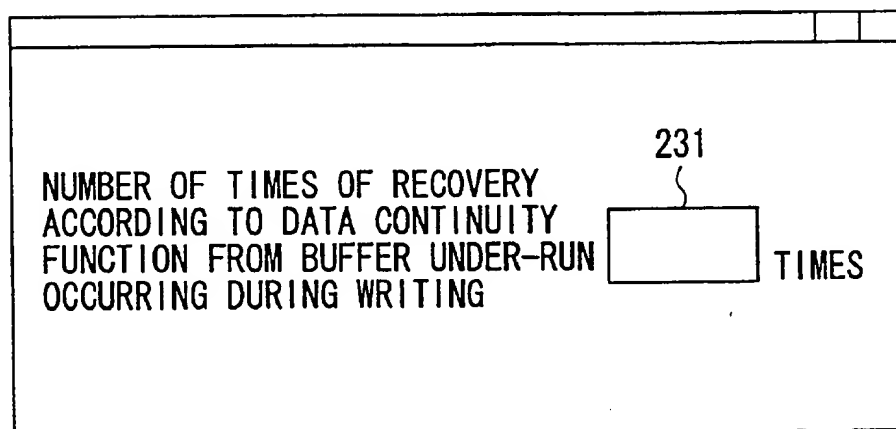 231
NUMBER OF TIMES OF RECOVERY
ACCORDING TO DATA CONTINUITY
FUNCTION FROM BUFFER UNDER-RUN
OCCURRING DURING WRITING
TIMES